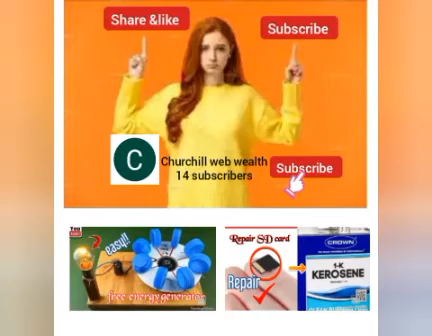 Share &like
Subscribe
C
Churchill web wealth
14 subscribers
Subscribe
easy!!
free energy generator
Repair SD card
Repair
CROWN
1-K
KEROSENE